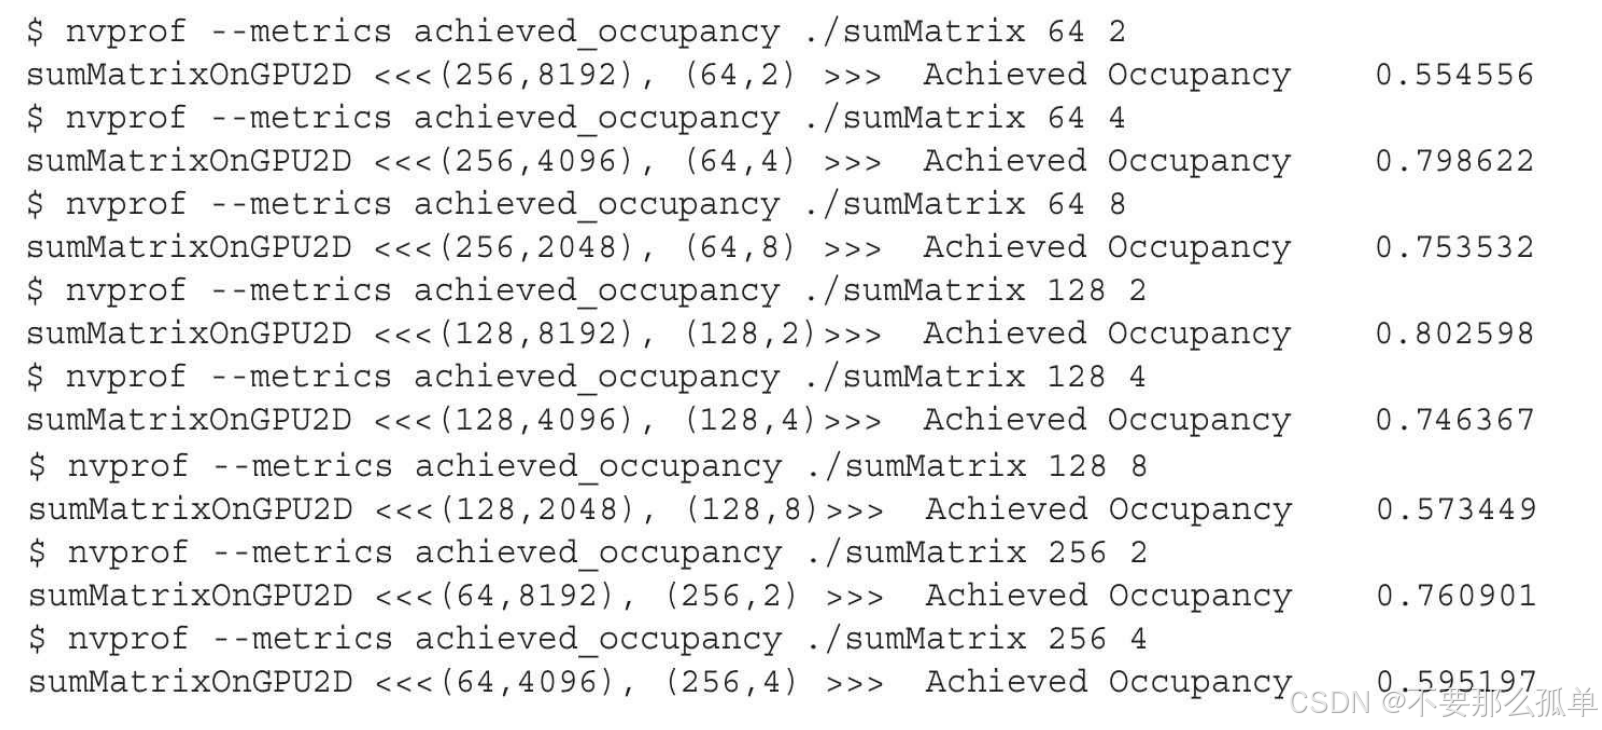 $ nvprof --metrics achieved_occupancy ./sumMatrix 64 2
sumMatrixOnGPU2D <<<(256,8192), (64,2) >>>  Achieved Occupancy    0.554556
$ nvprof --metrics achieved_occupancy ./sumMatrix 64 4
sumMatrixOnGPU2D <<<(256,4096), (64,4) >>>  Achieved Occupancy    0.798622
$ nvprof --metrics achieved_occupancy ./sumMatrix 64 8
sumMatrixOnGPU2D <<<(256,2048), (64,8) >>>  Achieved Occupancy    0.753532
$ nvprof --metrics achieved_occupancy ./sumMatrix 128 2
sumMatrixOnGPU2D <<<(128,8192), (128,2)>>>  Achieved Occupancy    0.802598
$ nvprof --metrics achieved_occupancy ./sumMatrix 128 4
sumMatrixOnGPU2D <<<(128,4096), (128,4)>>>  Achieved Occupancy    0.746367
$ nvprof --metrics achieved_occupancy ./sumMatrix 128 8
sumMatrixOnGPU2D <<<(128,2048), (128,8)>>>  Achieved Occupancy    0.573449
$ nvprof --metrics achieved_occupancy ./sumMatrix 256 2
sumMatrixOnGPU2D <<<(64,8192), (256,2) >>>  Achieved Occupancy    0.760901
$ nvprof --metrics achieved_occupancy ./sumMatrix 256 4
sumMatrixOnGPU2D <<<(64,4096), (256,4) >>>  Achieved Occupancy    0.595197
CSDN @不要那么孤单